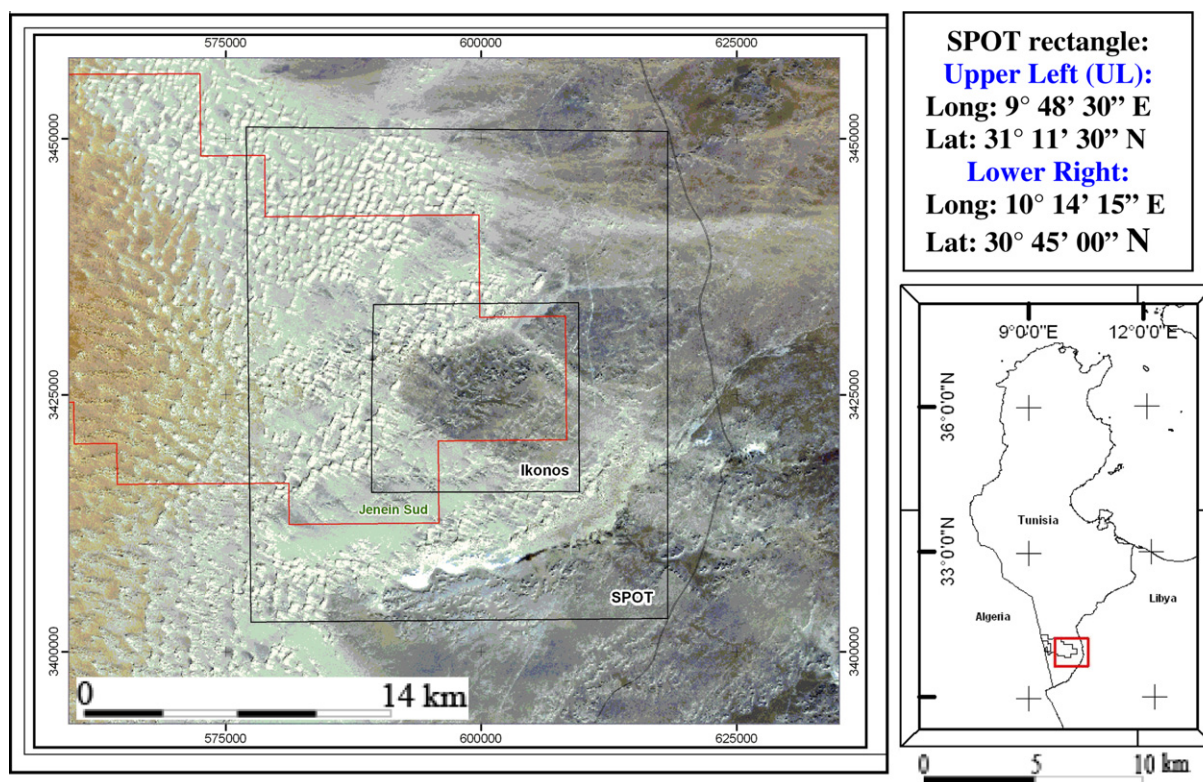 575000
600000
625000
3450000
3450000
3425000
3425000
Ikonos
Jenein Sud
SPOT
3400000
3400000
0
14 km
575000
600000
625000
SPOT rectangle:
Upper Left (UL):
Long: 9° 48’ 30” E
Lat: 31° 11’ 30” N
Lower Right:
Long: 10° 14’ 15” E
Lat: 30° 45’ 00” N
9°0'0"E
12°0'0"E
36°0'0"N
Tunisia
33°0'0"N
Algeria
Libya
0
5
10 km